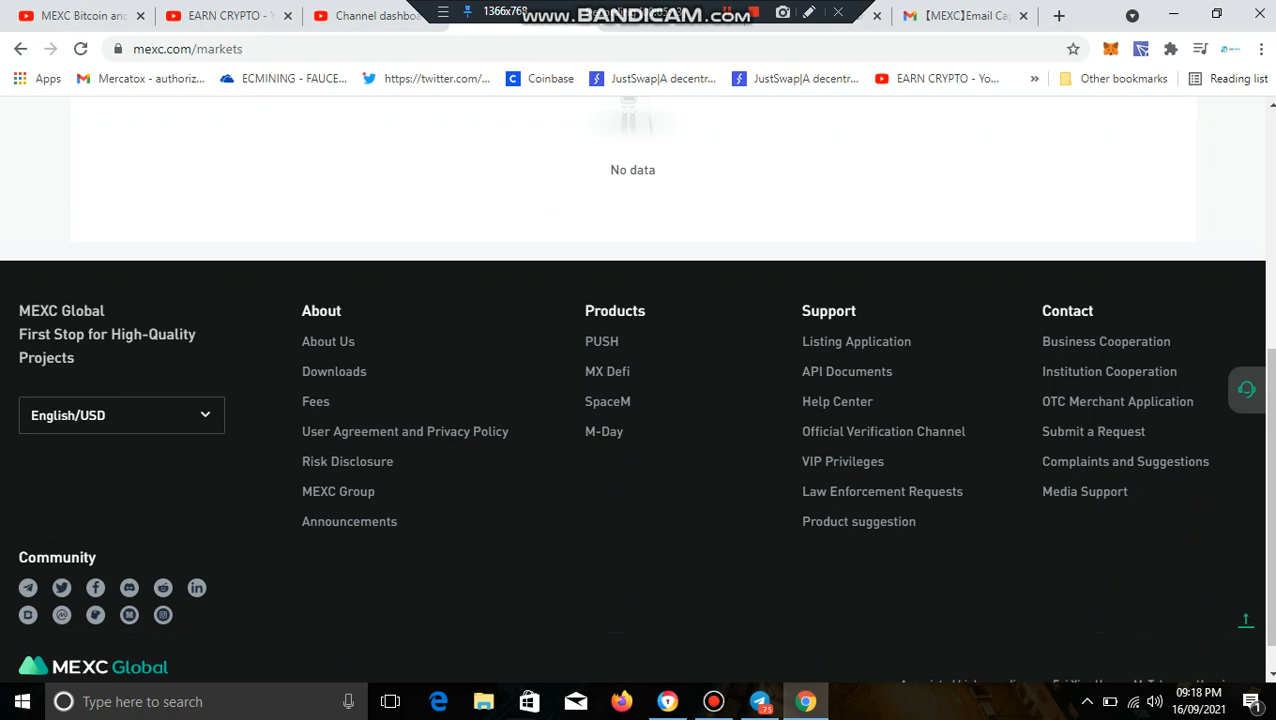 MEXC Bitcoin and
EARN CRYPTO - Y
Channel dashbo
1366x768
www.BANDICAM.com
【MEXC】Email Ca
mexc.com/markets
Apps
Mercatox - authoriz...
ECMINING - FAUCE...
https://twitter.com/...
Coinbase
JustSwap|A decentr...
JustSwap|A decentr...
EARN CRYPTO - Yo...
»
Other bookmarks
Reading list
No data
MEXC Global
First Stop for High-Quality
Projects
English/USD
About
About Us
Downloads
Fees
User Agreement and Privacy Policy
Risk Disclosure
MEXC Group
Announcements
Products
PUSH
MX Defi
SpaceM
M-Day
Support
Listing Application
API Documents
Help Center
Official Verification Channel
VIP Privileges
Law Enforcement Requests
Product suggestion
Contact
Business Cooperation
Institution Cooperation
OTC Merchant Application
Submit a Request
Complaints and Suggestions
Media Support
Community
MEXC Global
Type here to search
09:18 PM
16/09/2021